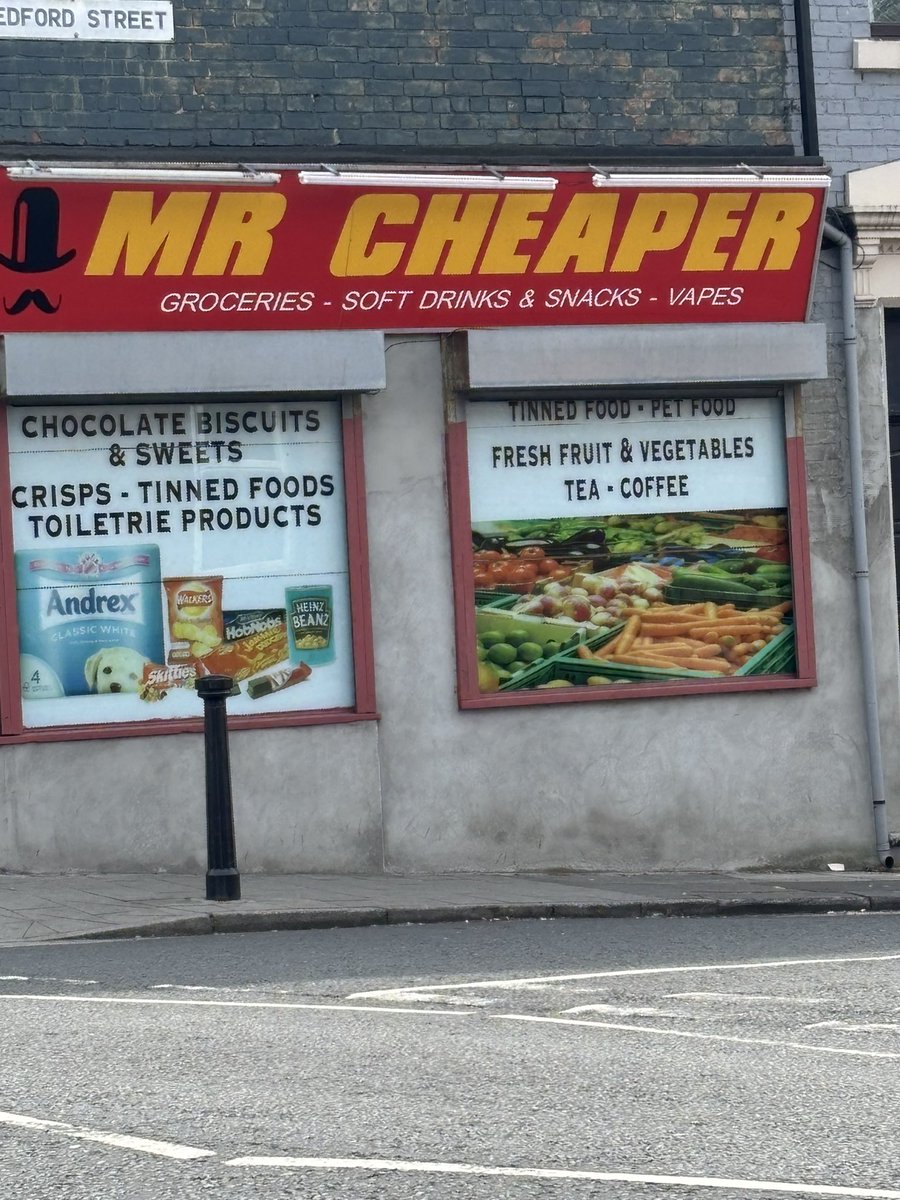 EDFORD STREET
MR CHEAPER
GROCERIES - SOFT DRINKS & SNACKS - VAPES
CHOCOLATE BISCUITS
& SWEETS
CRISPS - TINNED FOODS
TOILETRIE PRODUCTS
Andrex
CLASSIC WHITE
4
WALKERS
HOBNOBS
HEINZ
BEANZ
Skittles
TINNED FOOD - PET FOOD
FRESH FRUIT & VEGETABLES
TEA - COFFEE